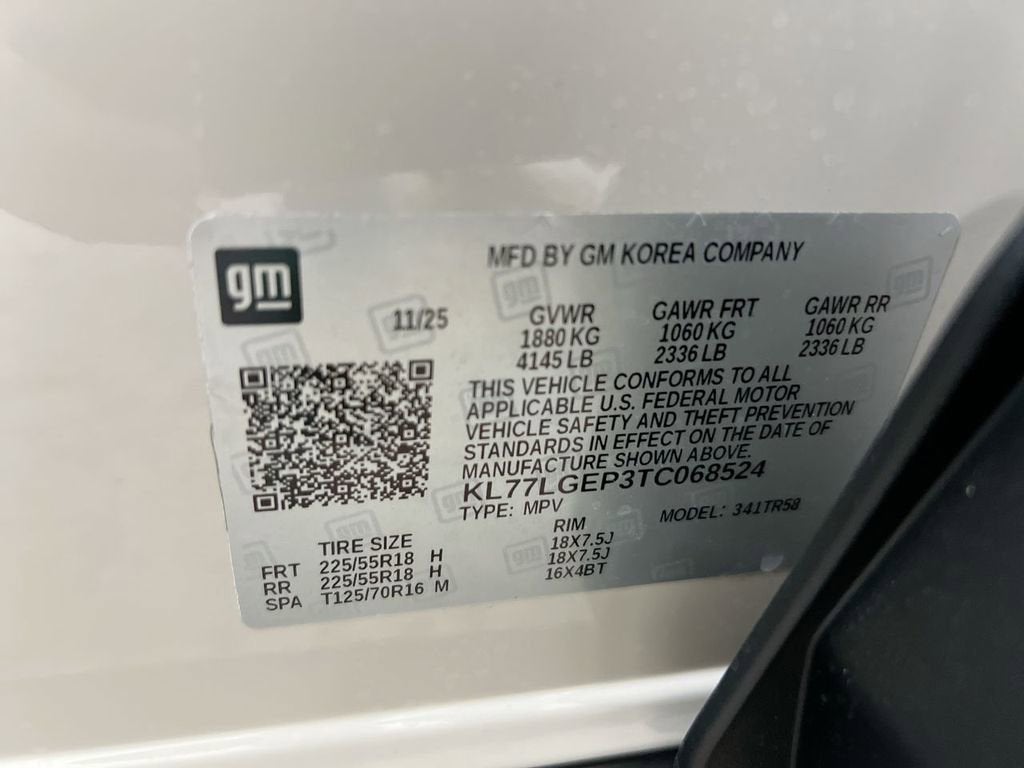 gm
MFD BY GM KOREA COMPANY
11/25 GVWR GAWR FRT GAWR RR
1880 KG 1060 KG 1060 KG
4145 LB 2336 LB 2336 LB
THIS VEHICLE CONFORMS TO ALL
APPLICABLE U.S. FEDERAL MOTOR
VEHICLE SAFETY AND THEFT PREVENTION
STANDARDS IN EFFECT ON THE DATE OF
MANUFACTURE SHOWN ABOVE.
KL77LGEP3TC068524
TYPE: MPV MODEL: 341TR58
TIRE SIZE RIM
FRT 225/55R18 H 18X7.5J
RR 225/55R18 H 18X7.5J
SPA T125/70R16 M 16X4BT